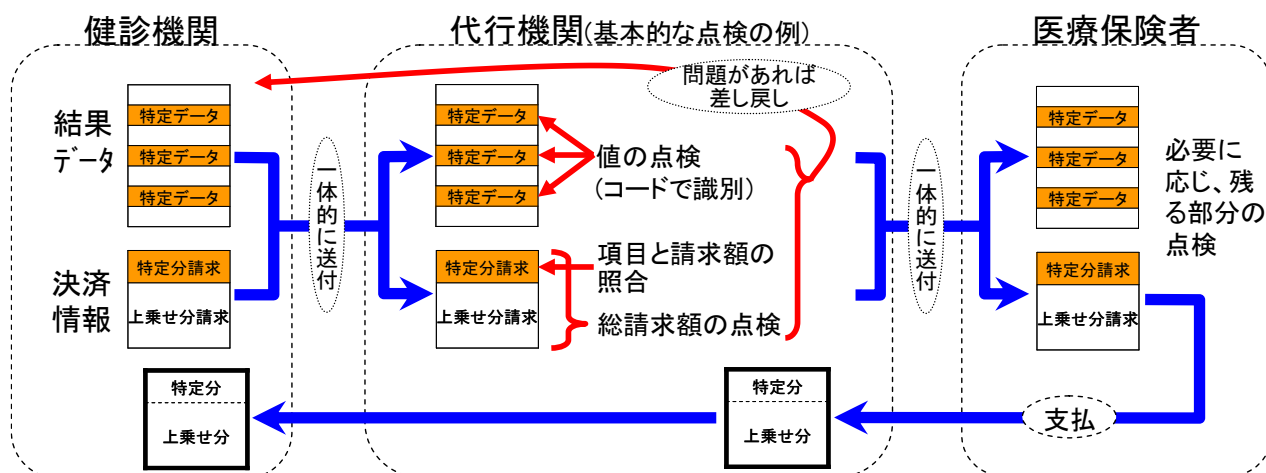 健診機関
結果
データ
特定データ
特定データ
特定データ
決済
情報
特定分請求
上乗せ分請求
特定分
上乗せ分
一体的に送付
代行機関(基本的な点検の例)
問題があれば
差し戻し
特定データ
特定データ
特定データ
値の点検
(コードで識別)
特定分請求
上乗せ分請求
項目と請求額の
照合
総請求額の点検
特定分
上乗せ分
一体的に送付
医療保険者
特定データ
特定データ
特定データ
必要に
応じ、残
る部分の
点検
特定分請求
上乗せ分請求
支払